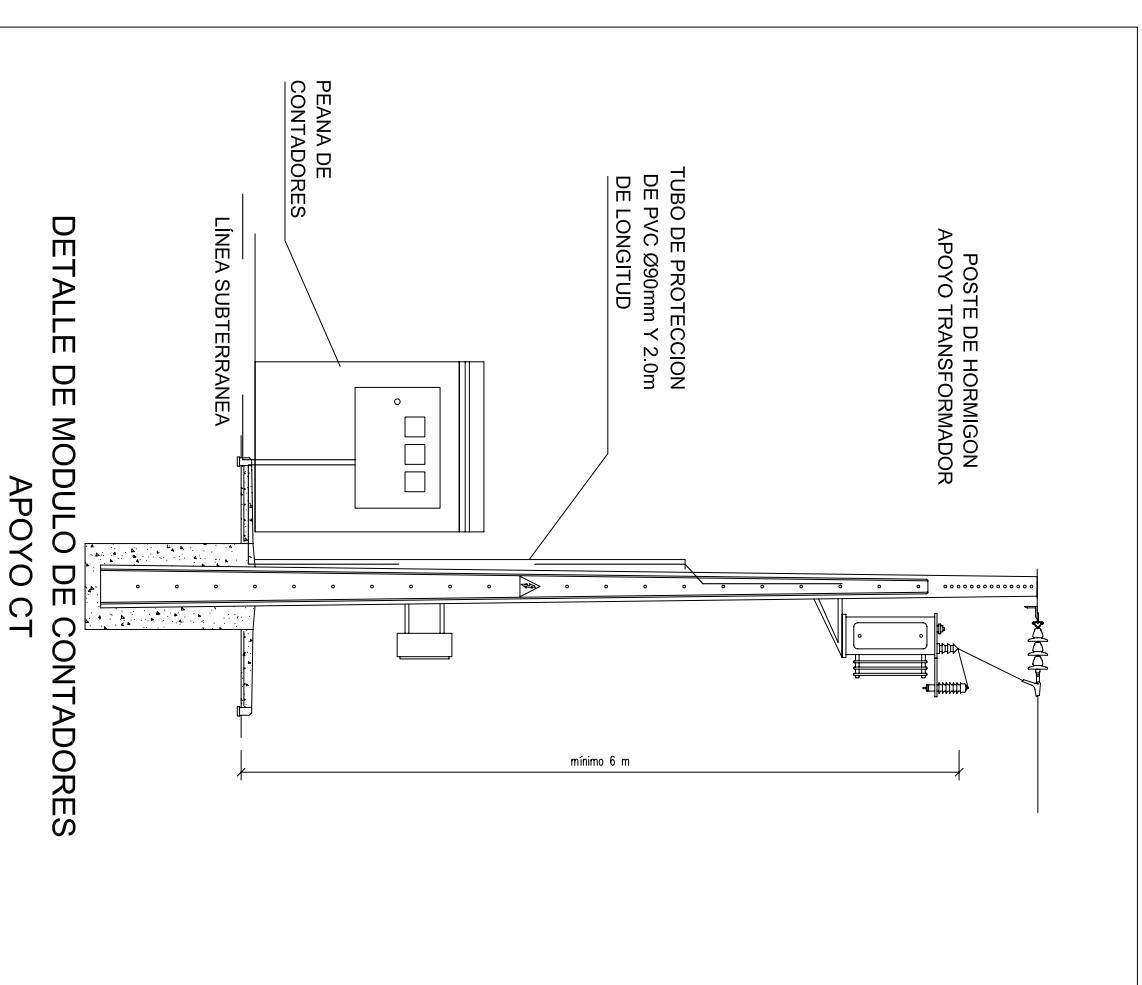 POSTE DE HORMIGON
APOYO TRANSFORMADOR
TUBO DE PROTECCION
DE PVC Ø90mm Y 2.0m
DE LONGITUD
PEANA DE
CONTADORES
LÍNEA SUBTERRANEA
mínimo 6 m
DETALLE DE MODULO DE CONTADORES
APOYO CT